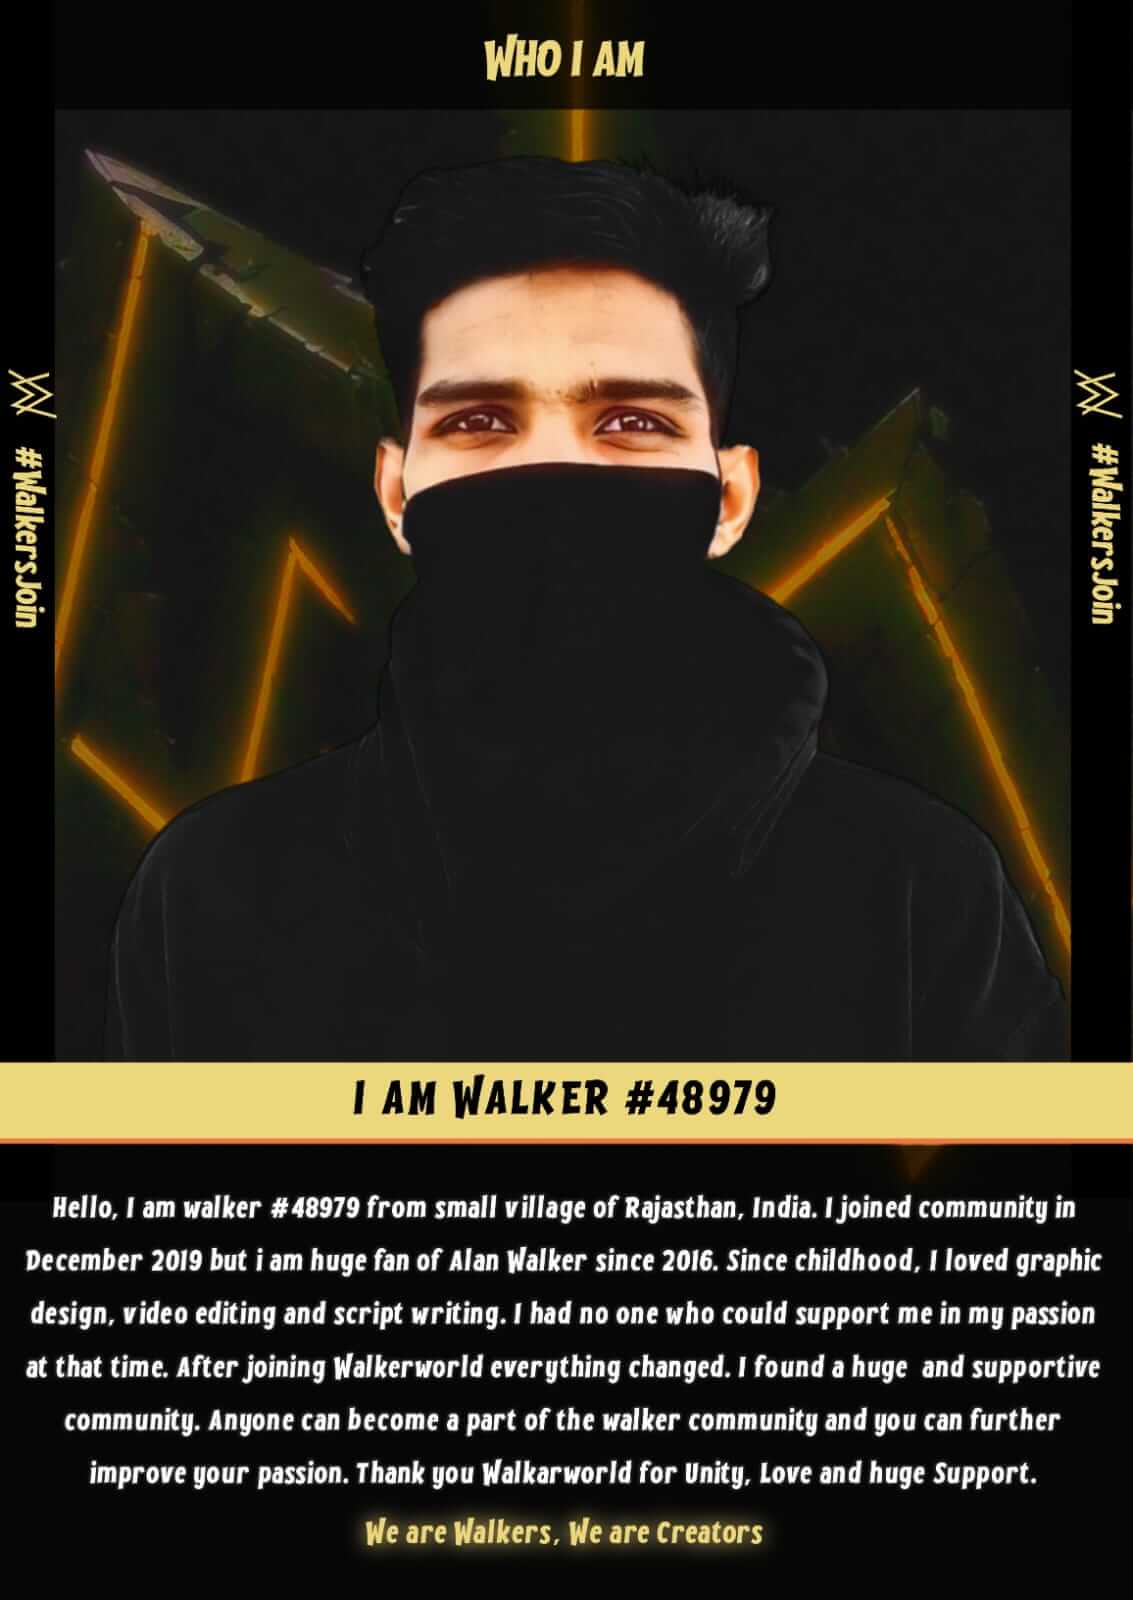 WHO I AM
#WalkersJoin
#WalkersJoin
I AM WALKER #48979
Hello, I am walker #48979 from small village of Rajasthan, India. I joined community in
December 2019 but i am huge fan of Alan Walker since 2016. Since childhood, I loved graphic
design, video editing and script writing. I had no one who could support me in my passion
at that time. After joining Walkerworld everything changed. I found a huge and supportive
community. Anyone can become a part of the walker community and you can further
improve your passion. Thank you Walkarworld for Unity, Love and huge Support.
We are Walkers, We are Creators